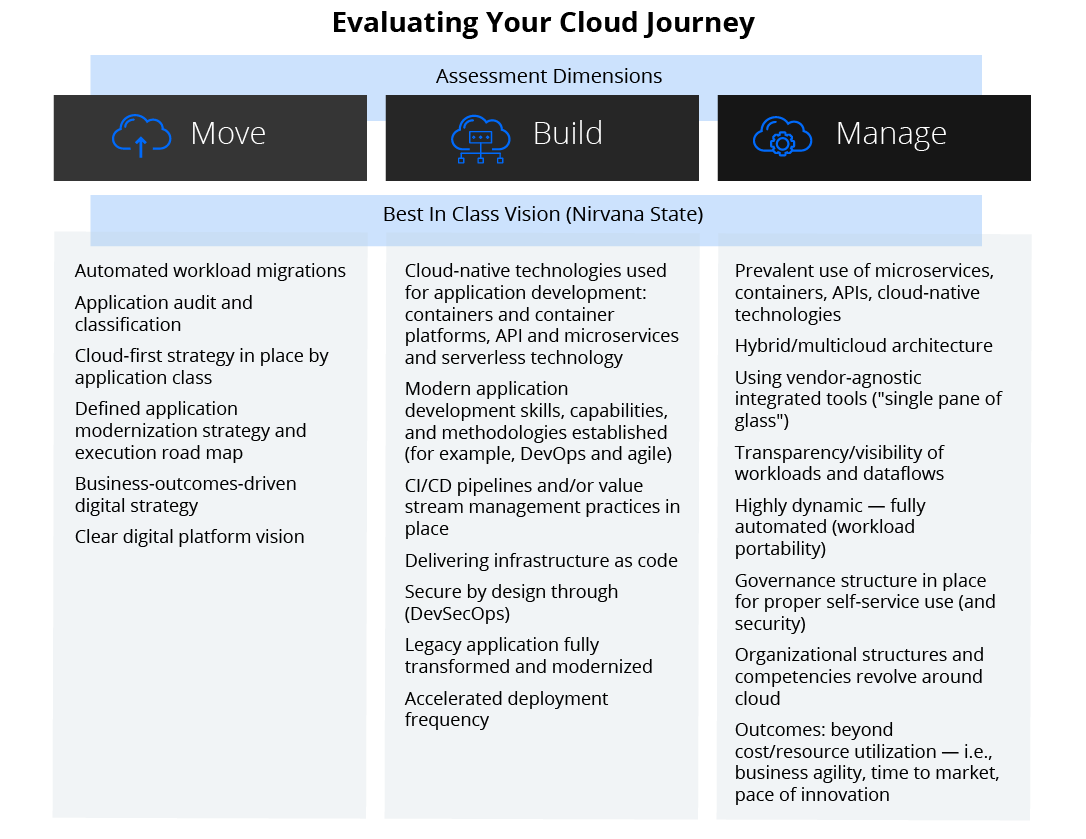 Evaluating Your Cloud Journey
Assessment Dimensions
Move
Build
Manage
Best In Class Vision (Nirvana State)
Automated workload migrations
Application audit and
classification
Cloud-first strategy in place by
application class
Defined application
modernization strategy and
execution road map
Business-outcomes-driven
digital strategy
Clear digital platform vision
Cloud-native technologies used
for application development:
containers and container
platforms, API and microservices
and serverless technology
Modern application
development skills, capabilities,
and methodologies established
(for example, DevOps and agile)
CI/CD pipelines and/or value
stream management practices in
place
Delivering infrastructure as code
Secure by design through
(DevSecOps)
Legacy application fully
transformed and modernized
Accelerated deployment
frequency
Prevalent use of microservices,
containers, APIs, cloud-native
technologies
Hybrid/multicloud architecture
Using vendor-agnostic
integrated tools ("single pane of
glass")
Transparency/visibility of
workloads and dataflows
Highly dynamic — fully
automated (workload
portability)
Governance structure in place
for proper self-service use (and
security)
Organizational structures and
competencies revolve around
cloud
Outcomes: beyond
cost/resource utilization — i.e.,
business agility, time to market,
pace of innovation